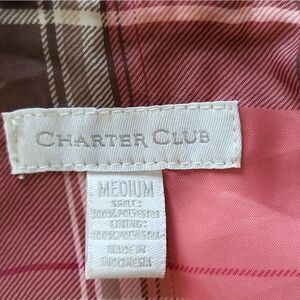 CHARTER CLUB
MEDIUM
SHELL:
100% POLYESTER
LINING:
100% POLYESTER
MADE IN
INDONESIA